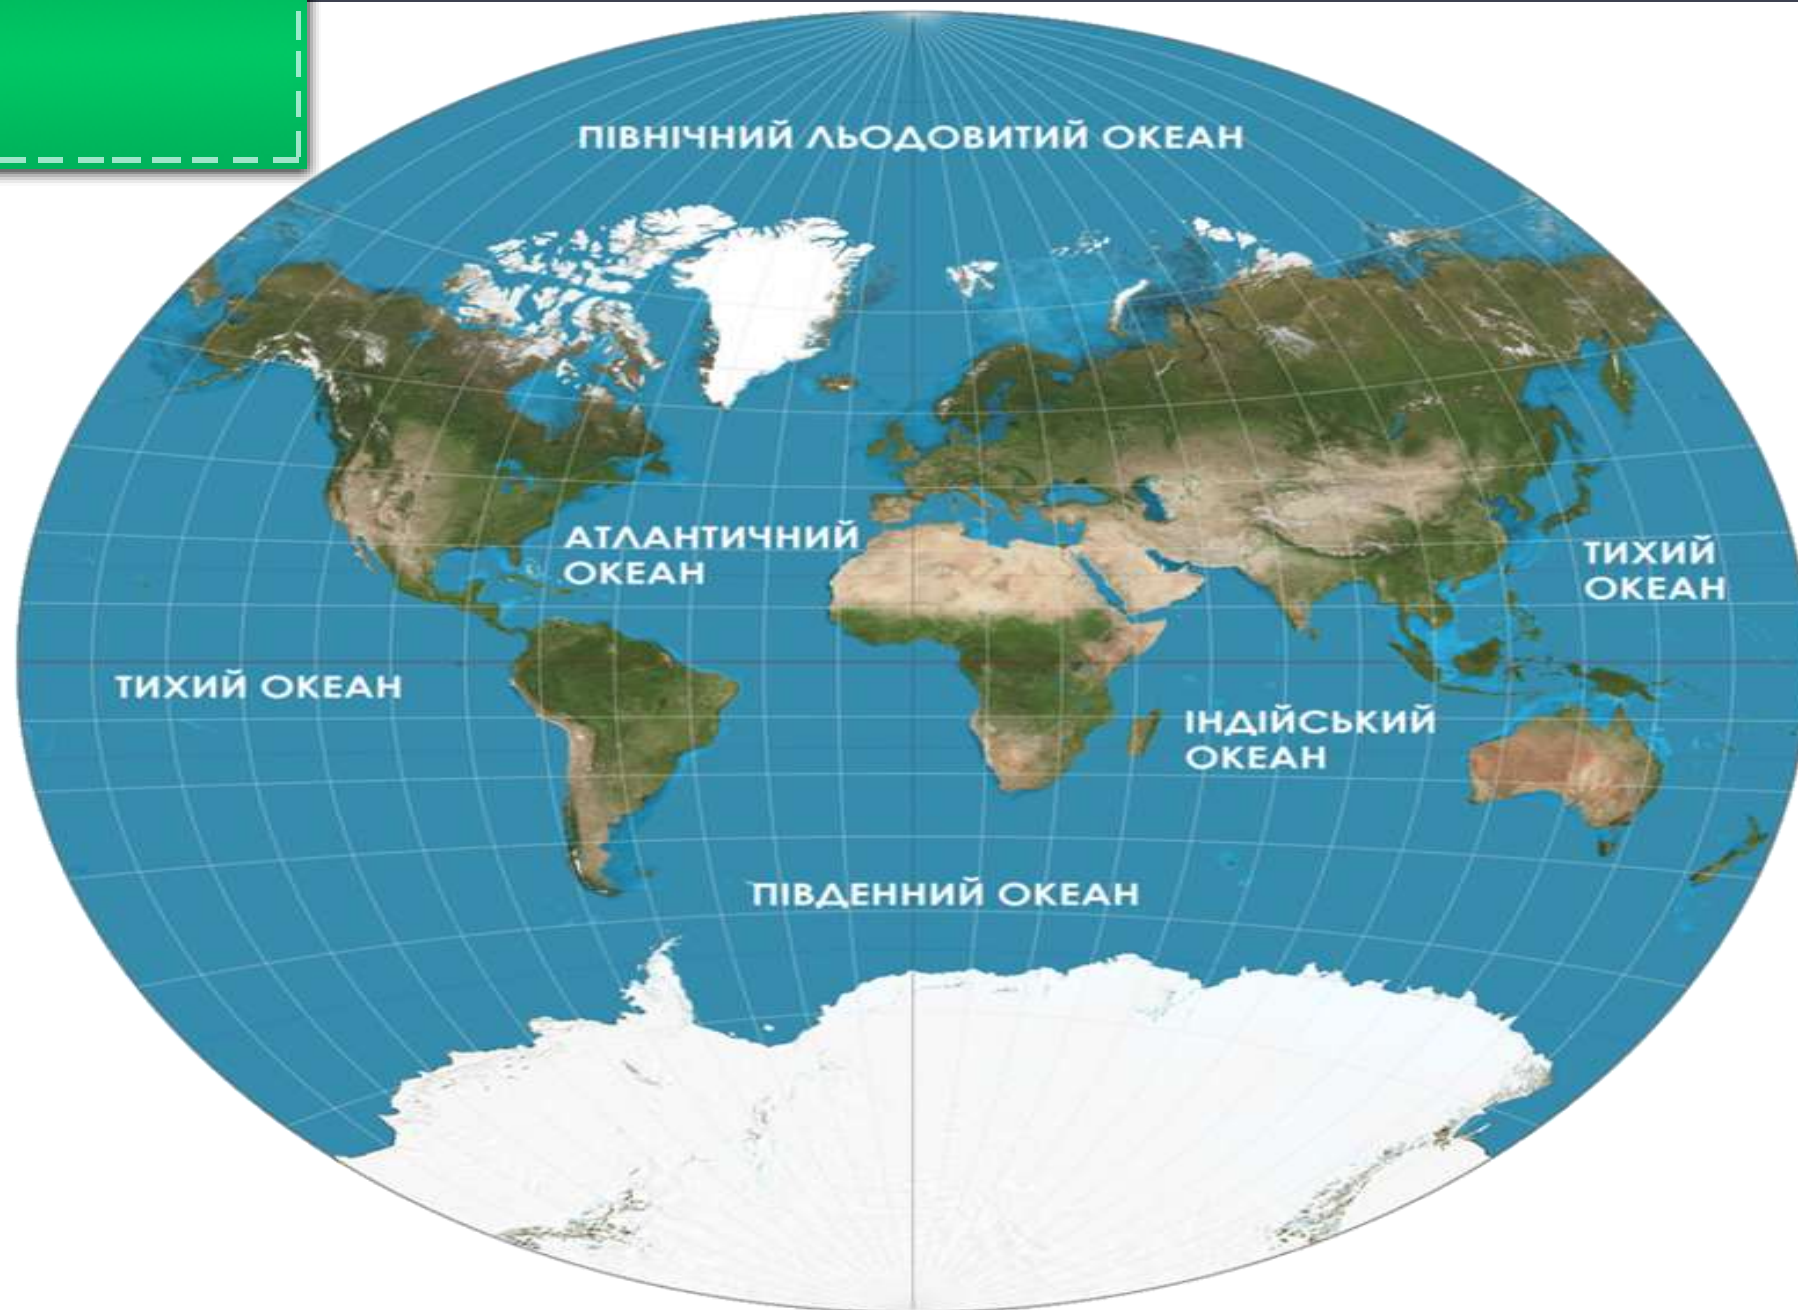 ПІВНІЧНИЙ ЛЬОДОВИТИЙ ОКЕАН
АТЛАНТИЧНИЙ
ОКЕАН
ТИХИЙ
ОКЕАН
ТИХИЙ ОКЕАН
ІНДІЙСЬКИЙ
ОКЕАН
ПІВДЕННИЙ ОКЕАН